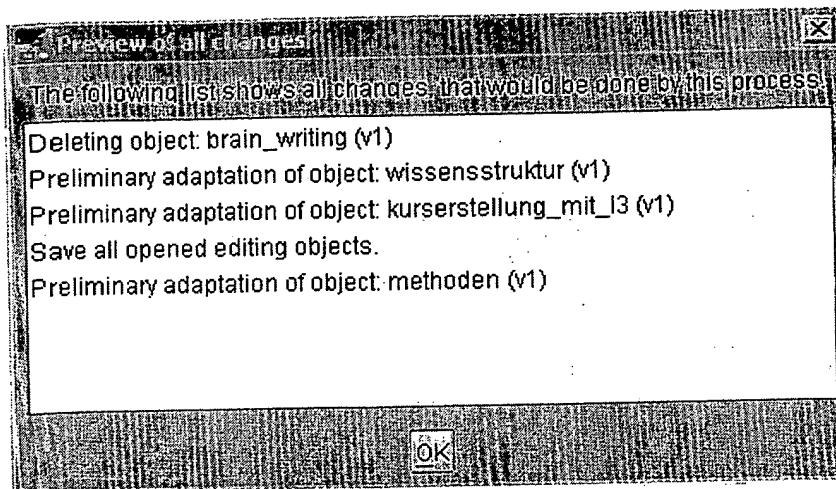 Preview of all changes
The following list shows all changes, that would be done by this process.
Deleting object: brain_writing (v1)
Preliminary adaptation of object: wissensstruktur (v1)
Preliminary adaptation of object: kurserstellung_mit_l3 (v1)
Save all opened editing objects.
Preliminary adaptation of object: methoden (v1)
OK